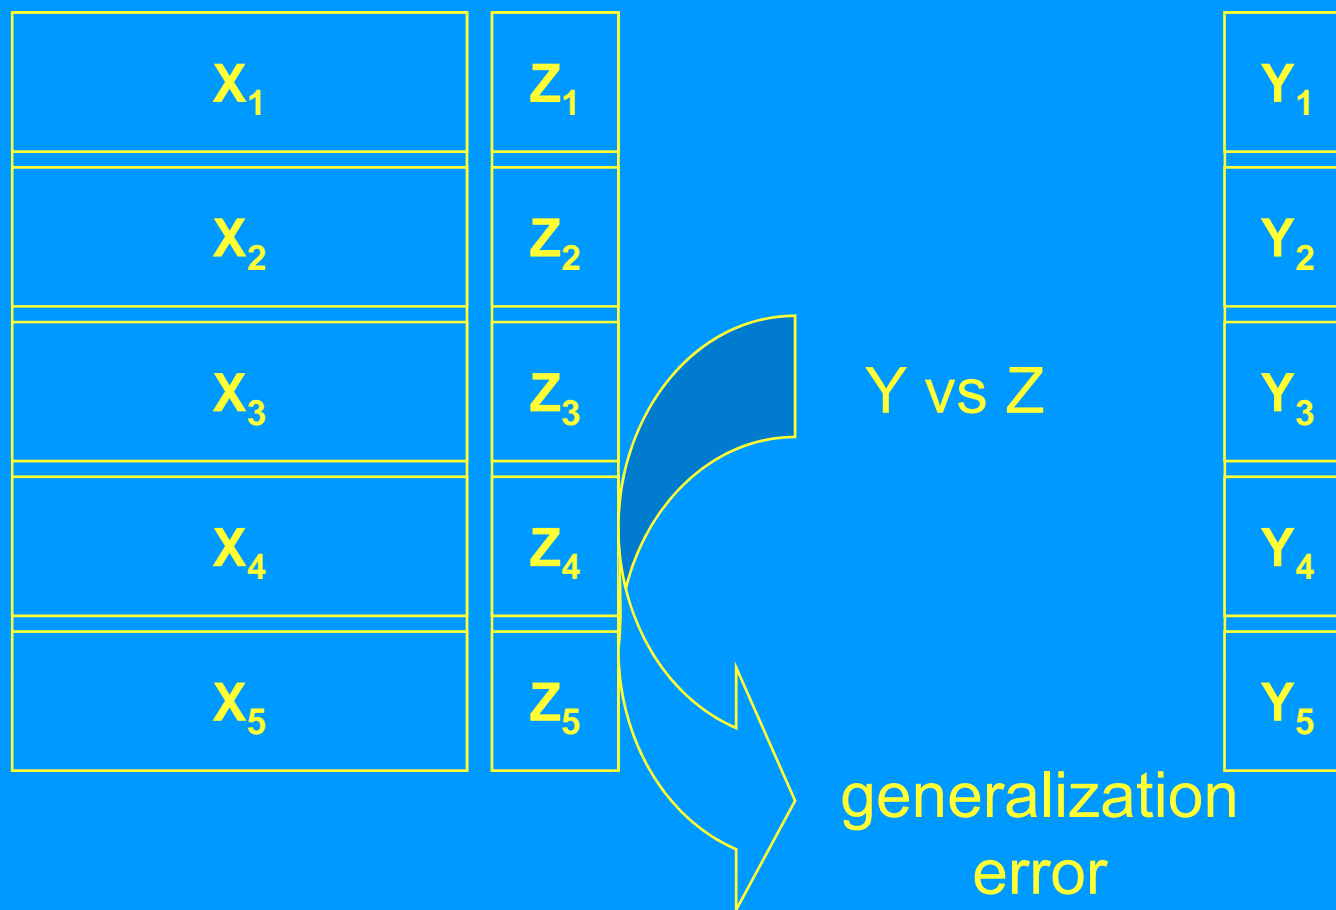 X₁ Z₁ Y₁
X₂ Z₂ Y₂
X₃ Z₃ Y vs Z Y₃
X₄ Z₄ Y₄
X₅ Z₅ Y₅
generalization
error